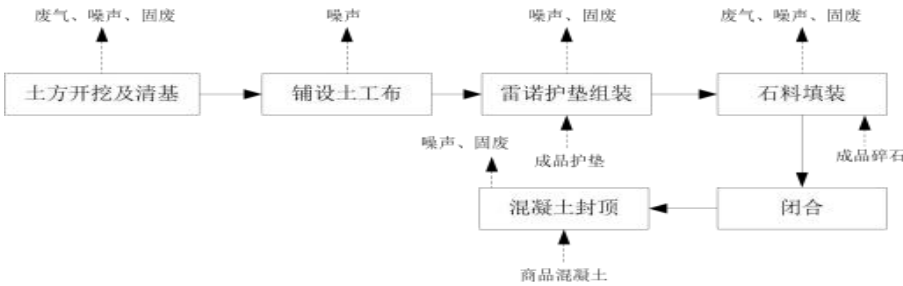 废气、噪声、固废
噪声
噪声、固废
废气、噪声、固废
土方开挖及清基
铺设土工布
雷诺护垫组装
石料填装
噪声、固废
成品护垫
成品碎石
混凝土封顶
闭合
商品混凝土